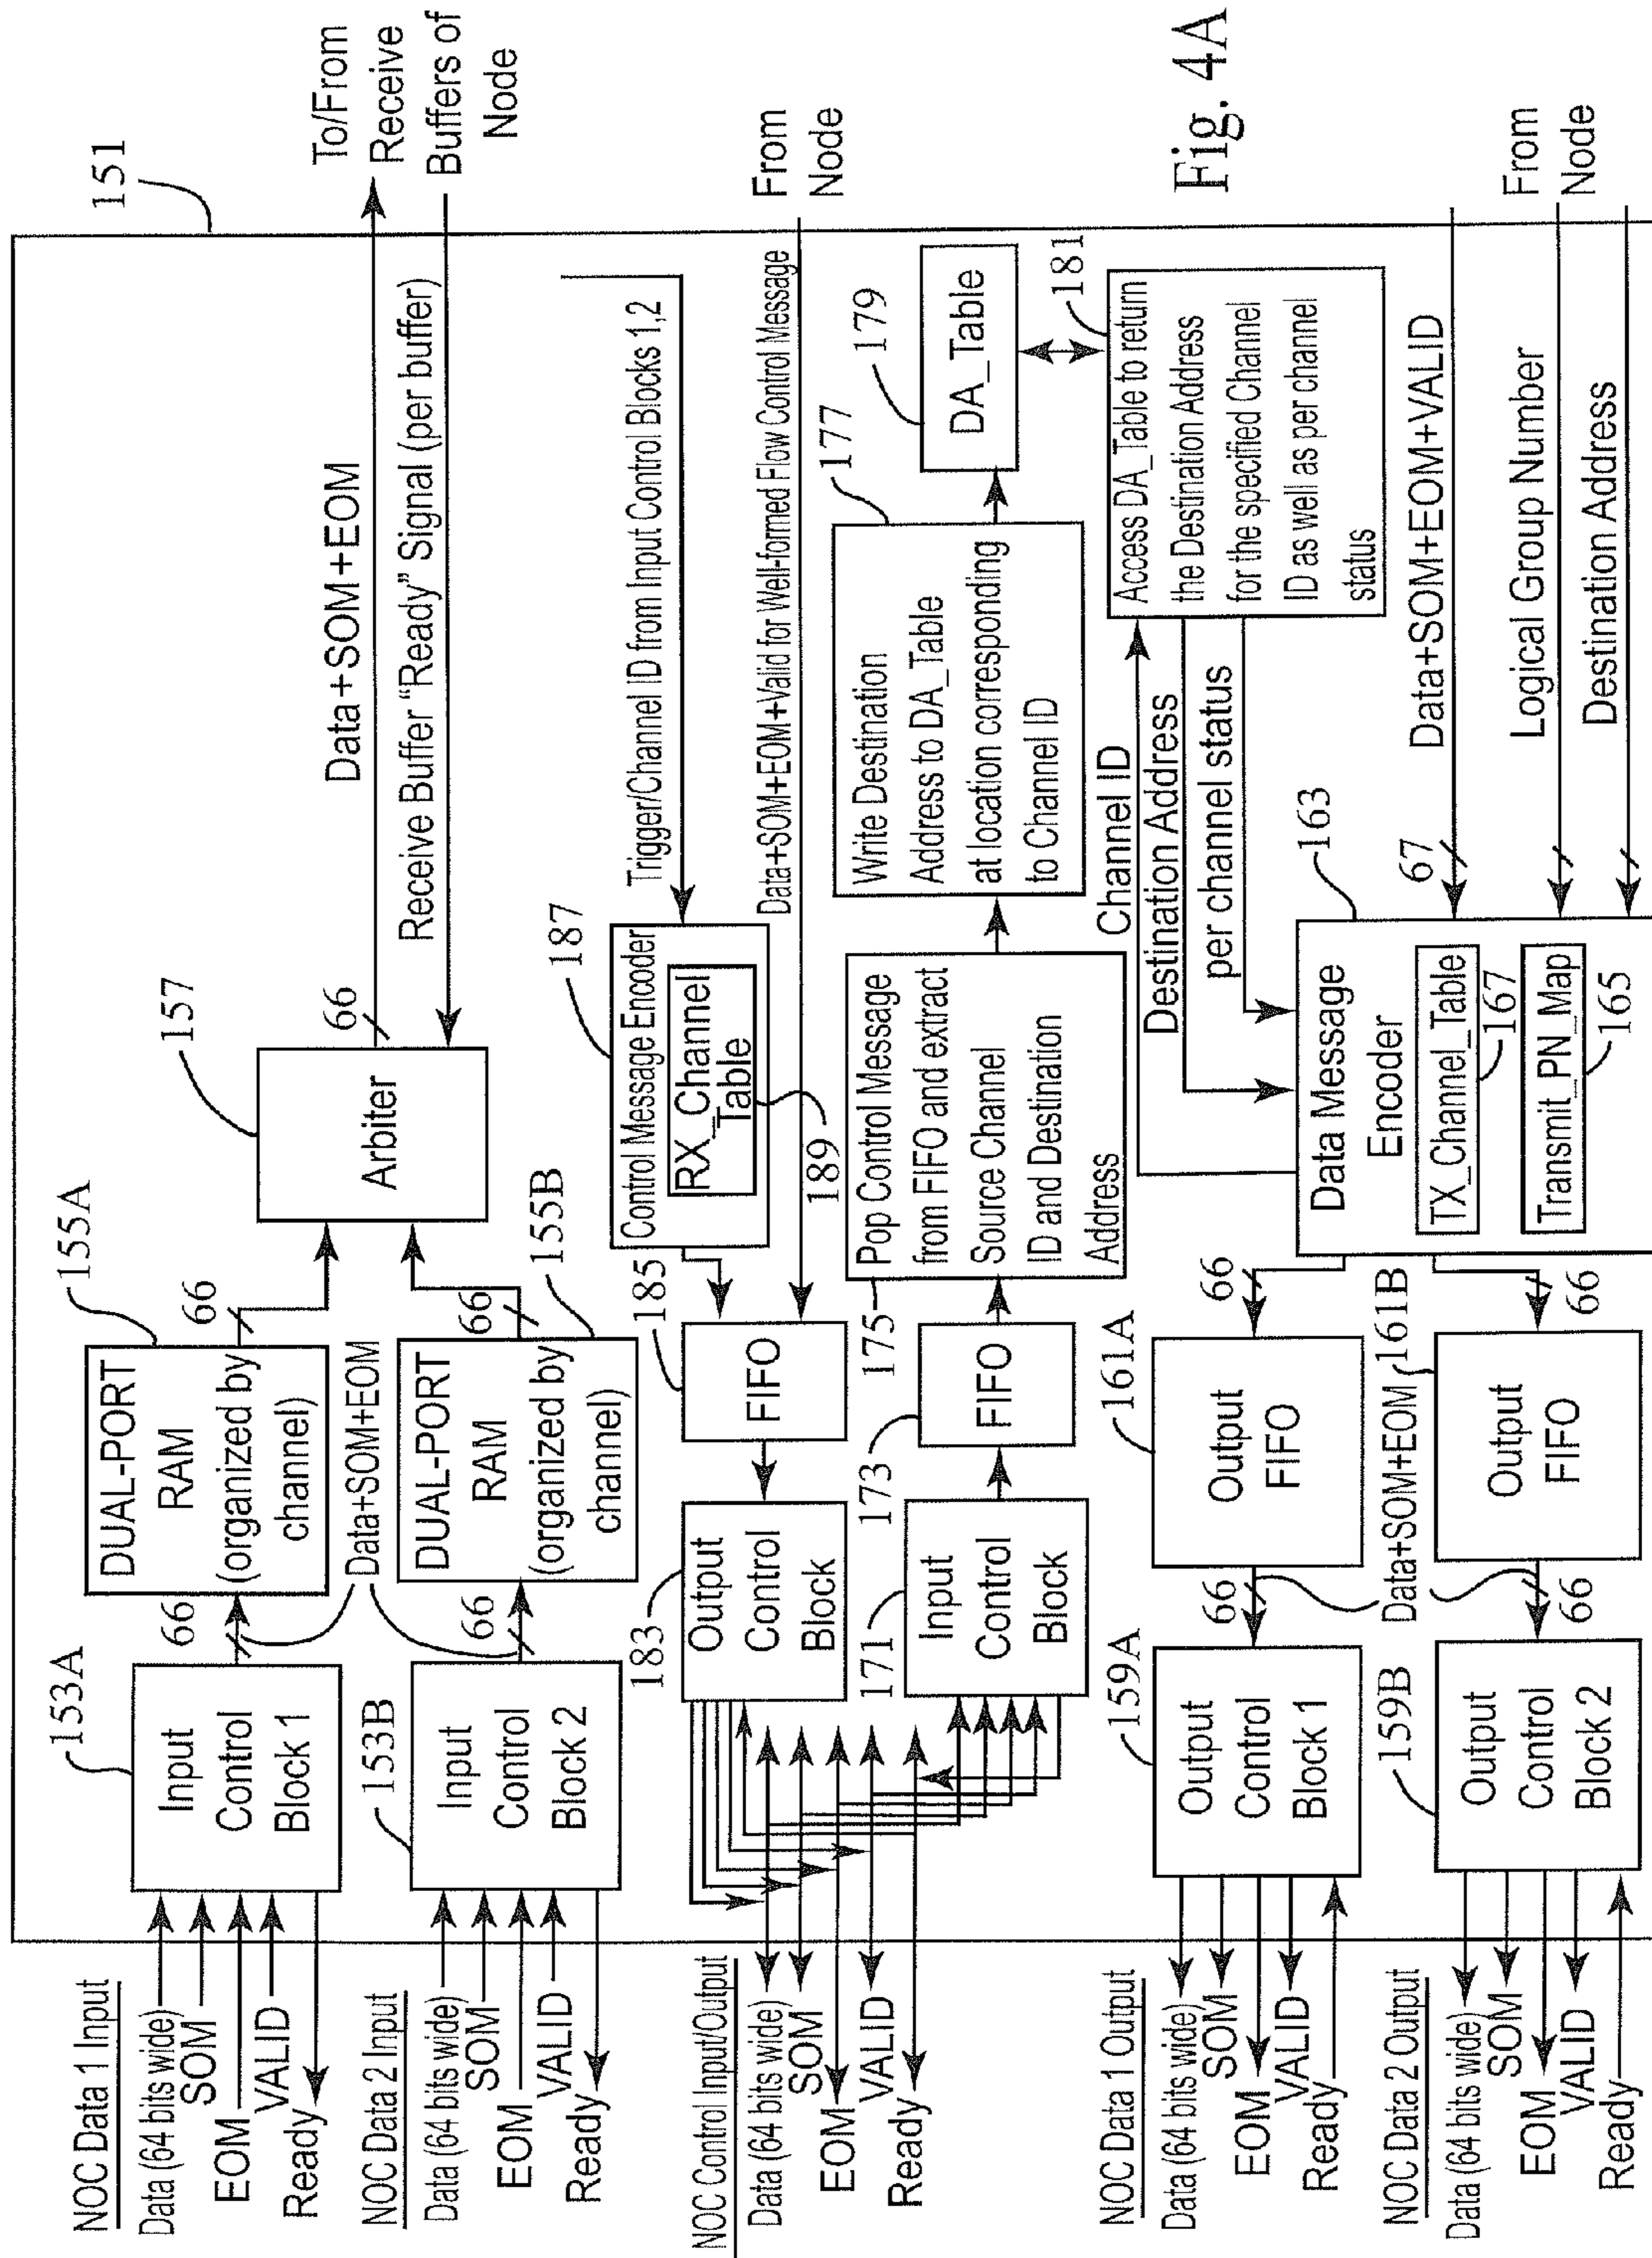 151
To/From
Receive
Buffers of
Node
Data+SOM+EOM
Receive Buffer “Ready” Signal (per buffer)
157
66
Arbiter
155A
66
DUAL-PORT
RAM
(organized by
channel)
66
155B
66
DUAL-PORT
RAM
(organized by
channel)
66
Data+SOM+EOM
153A
Input
Control
Block 1
153B
Input
Control
Block 2
NOC Data 1 Input
Data (64 bits wide)
SOM
EOM
VALID
Ready
NOC Data 2 Input
Data (64 bits wide)
SOM
EOM
VALID
Ready
Trigger/Channel ID from Input Control Blocks 1,2
187
Control Message Encoder
RX_Channel
Table
189
Data+SOM+EOM+Valid for Well-formed Flow Control Message
From
Node
185
FIFO
183
Output
Control
Block
NOC Control Input/Output
Data (64 bits wide)
SOM
EOM
VALID
Ready
171
Input
Control
Block
173
FIFO
175
Pop Control Message
from FIFO and extract
Source Channel
ID and Destination
Address
177
Write Destination
Address to DA_Table
at location corresponding
to Channel ID
179
DA_Table
181
Access DA_Table to return
the Destination Address
for the specified Channel
ID as well as per channel
status
Channel ID
Destination Address
per channel status
163
Data Message
Encoder
TX_Channel_Table
167
Transmit_PN_Map
165
67
Data+SOM+EOM+VALID
Logical Group Number
Destination Address
From
Node
66
66
161A
Output
FIFO
161B
Output
FIFO
Data+SOM+EOM
66
66
159A
Output
Control
Block 1
159B
Output
Control
Block 2
NOC Data 1 Output
Data (64 bits wide)
SOM
EOM
VALID
Ready
NOC Data 2 Output
Data (64 bits wide)
SOM
EOM
VALID
Ready
Fig. 4A